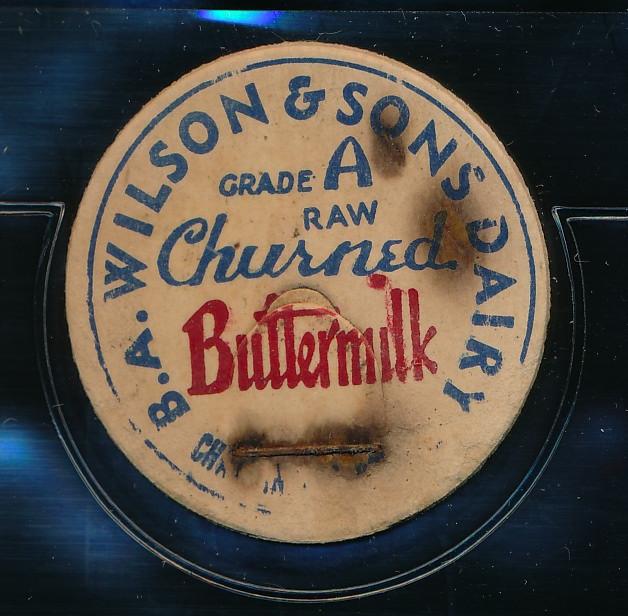 B.A. WILSON & SONS DAIRY
GRADE A
RAW
Churned
Buttermilk